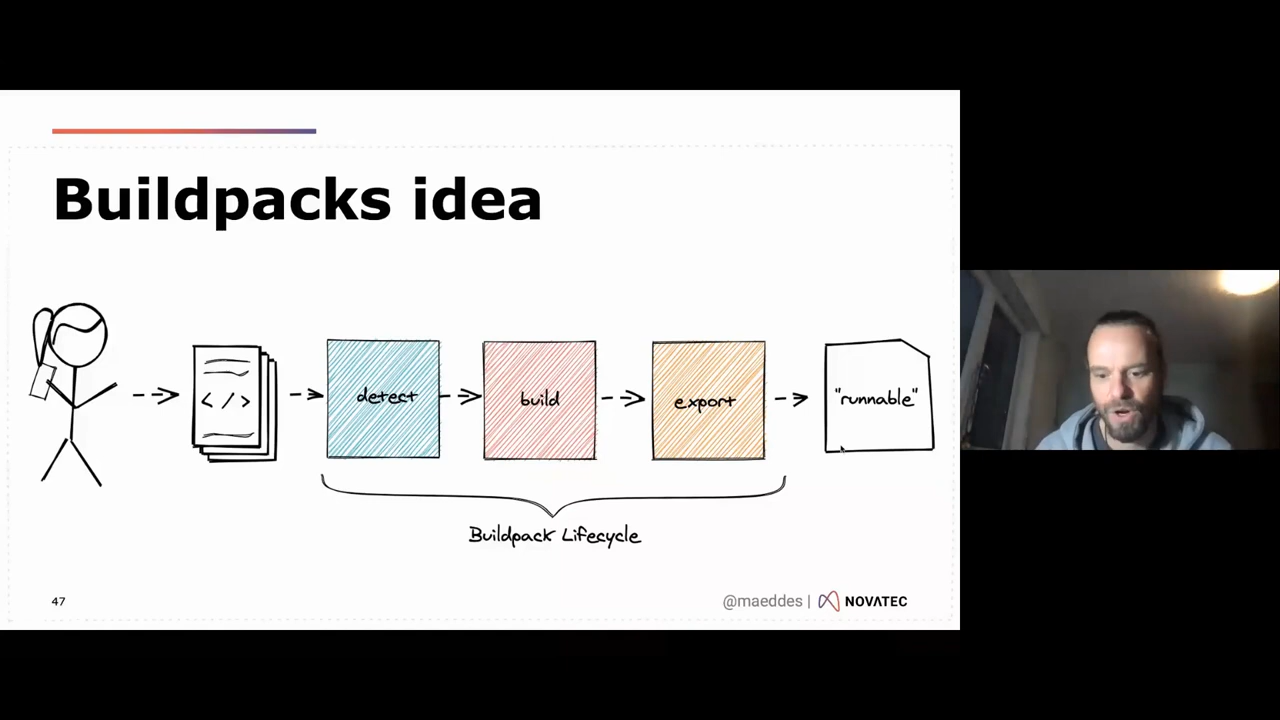 Buildpacks idea
< / >
detect
build
export
"runnable"
Buildpack Lifecycle
47
@maeddes | NOVATEC